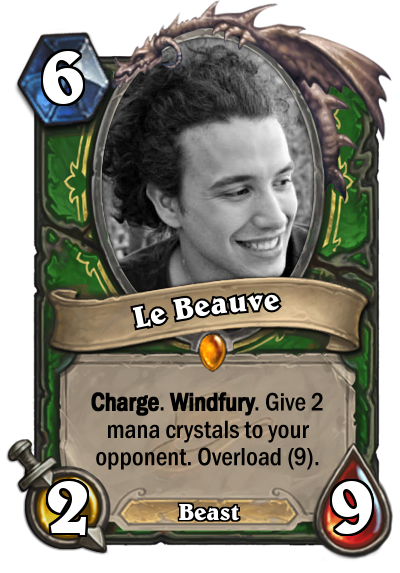 6
Le Beauve
Charge. Windfury. Give 2
mana crystals to your
opponent. Overload (9).
Beast
2
9